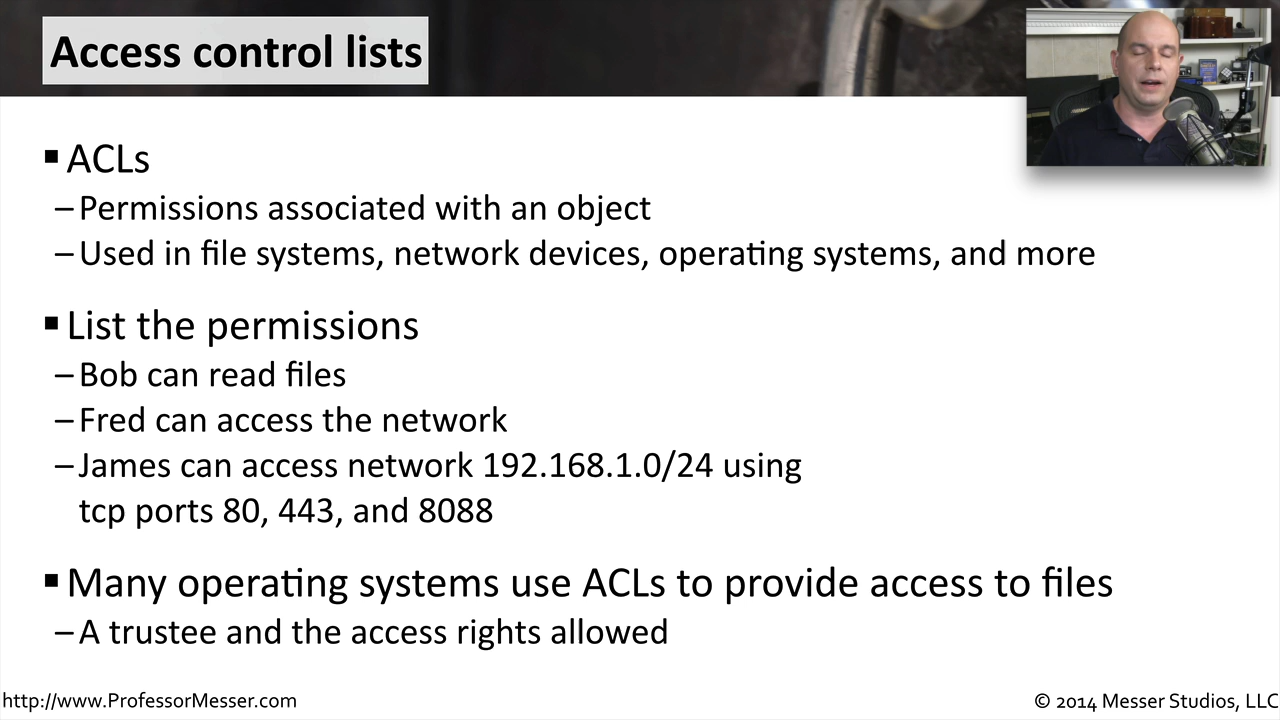 Access control lists
▪ ACLs
– Permissions associated with an object
– Used in file systems, network devices, operating systems, and more
▪ List the permissions
– Bob can read files
– Fred can access the network
– James can access network 192.168.1.0/24 using
tcp ports 80, 443, and 8088
▪ Many operating systems use ACLs to provide access to files
– A trustee and the access rights allowed
http://www.ProfessorMesser.com
© 2014 Messer Studios, LLC